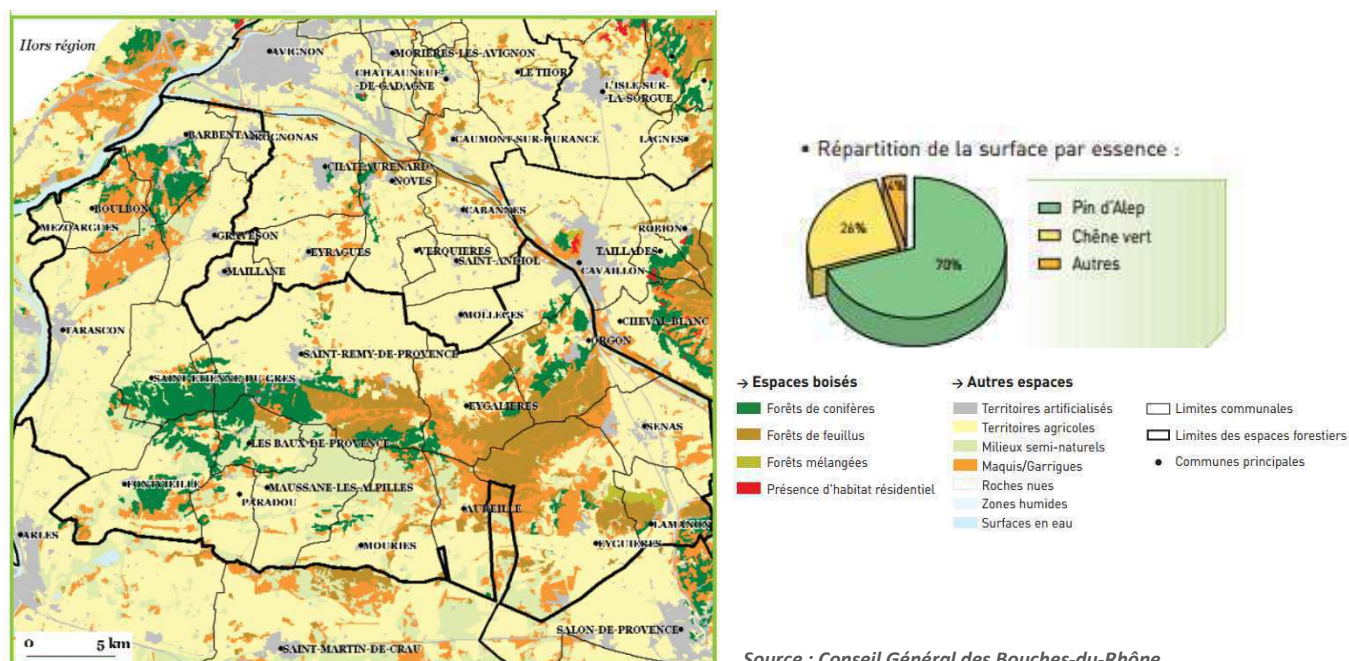 Hors région
AVIGNON
MORIÈRES-LES-AVIGNON
CHATEAUNEUF-
DE-GADAGNE
LE THOR
L'ISLE-SUR-
LA-SORGUE
BARBENTANE
ROGNONAS
CAUMONT-SUR-DURANCE
LAGNES
CHATEAURENARD
NOVES
BOULBON
MEZOARGUES
CABANNES
GRAVESON
EYRAGUES
VERQUIERES
SAINT-ANDIOL
ROBION
TAILLADES
CAVAILLON
MAILLANE
TARASCON
MOLLEGES
CHEVAL-BLANC
ORGON
SAINT-REMY-DE-PROVENCE
SAINT-ETIENNE-DU-GRES
EYGALIERES
SENAS
LES BAUX-DE-PROVENCE
FONTVIEILLE
MAUSSANE-LES-ALPILLES
PARADOU
AUREILLE
LAMANON
ARLES
MOURIES
EYGUIERES
0 5 km
SALON-DE-PROVENCE
SAINT-MARTIN-DE-CRAU
• Répartition de la surface par essence :
4%
26%
70%
Pin d'Alep
Chêne vert
Autres
→ Espaces boisés
Forêts de conifères
Forêts de feuillus
Forêts mélangées
Présence d'habitat résidentiel
→ Autres espaces
Territoires artificialisés
Territoires agricoles
Milieux semi-naturels
Maquis/Garrigues
Roches nues
Zones humides
Surfaces en eau
Limites communales
Limites des espaces forestiers
Communes principales
Source : Conseil Général des Bouches-du-Rhône